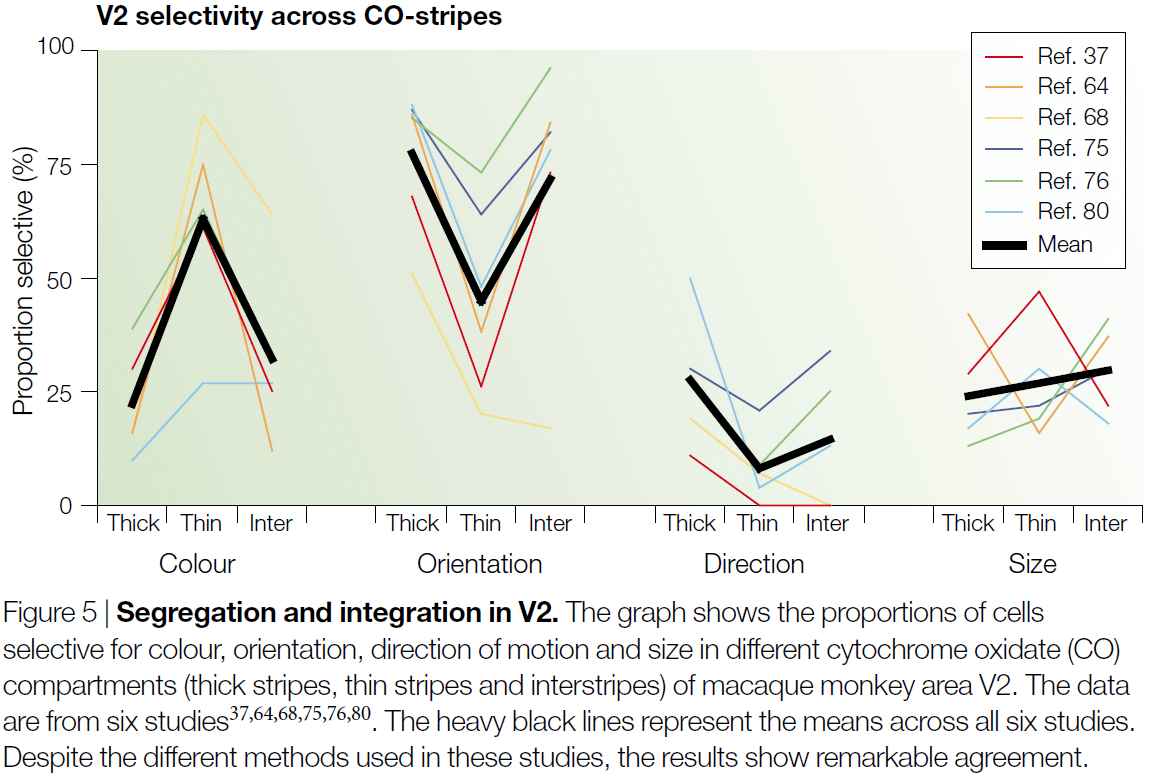 V2 selectivity across CO-stripes
100
75
50
25
0
Proportion selective (%)
Ref. 37
Ref. 64
Ref. 68
Ref. 75
Ref. 76
Ref. 80
Mean
Thick Thin Inter Thick Thin Inter Thick Thin Inter Thick Thin Inter
Colour Orientation Direction Size
Figure 5 | Segregation and integration in V2. The graph shows the proportions of cells
selective for colour, orientation, direction of motion and size in different cytochrome oxidate (CO)
compartments (thick stripes, thin stripes and interstripes) of macaque monkey area V2. The data
are from six studies37,64,68,75,76,80. The heavy black lines represent the means across all six studies.
Despite the different methods used in these studies, the results show remarkable agreement.